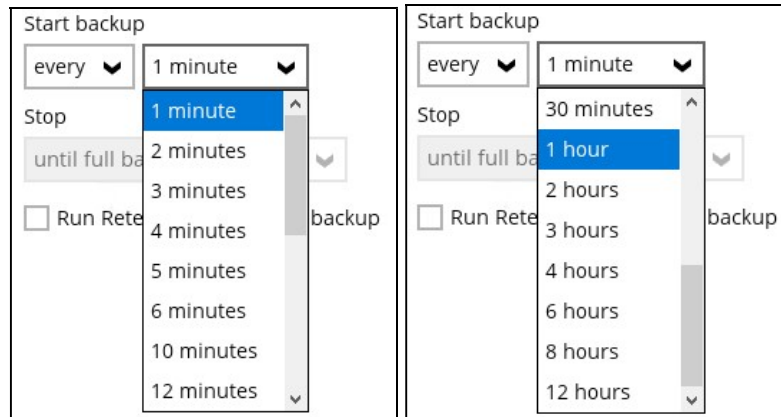 Start backup
every 1 minute
Stop
until full ba
Run Rete backup
1 minute
2 minutes
3 minutes
4 minutes
5 minutes
6 minutes
10 minutes
12 minutes
Start backup
every 1 minute
Stop
until full ba
Run Rete backup
30 minutes
1 hour
2 hours
3 hours
4 hours
6 hours
8 hours
12 hours